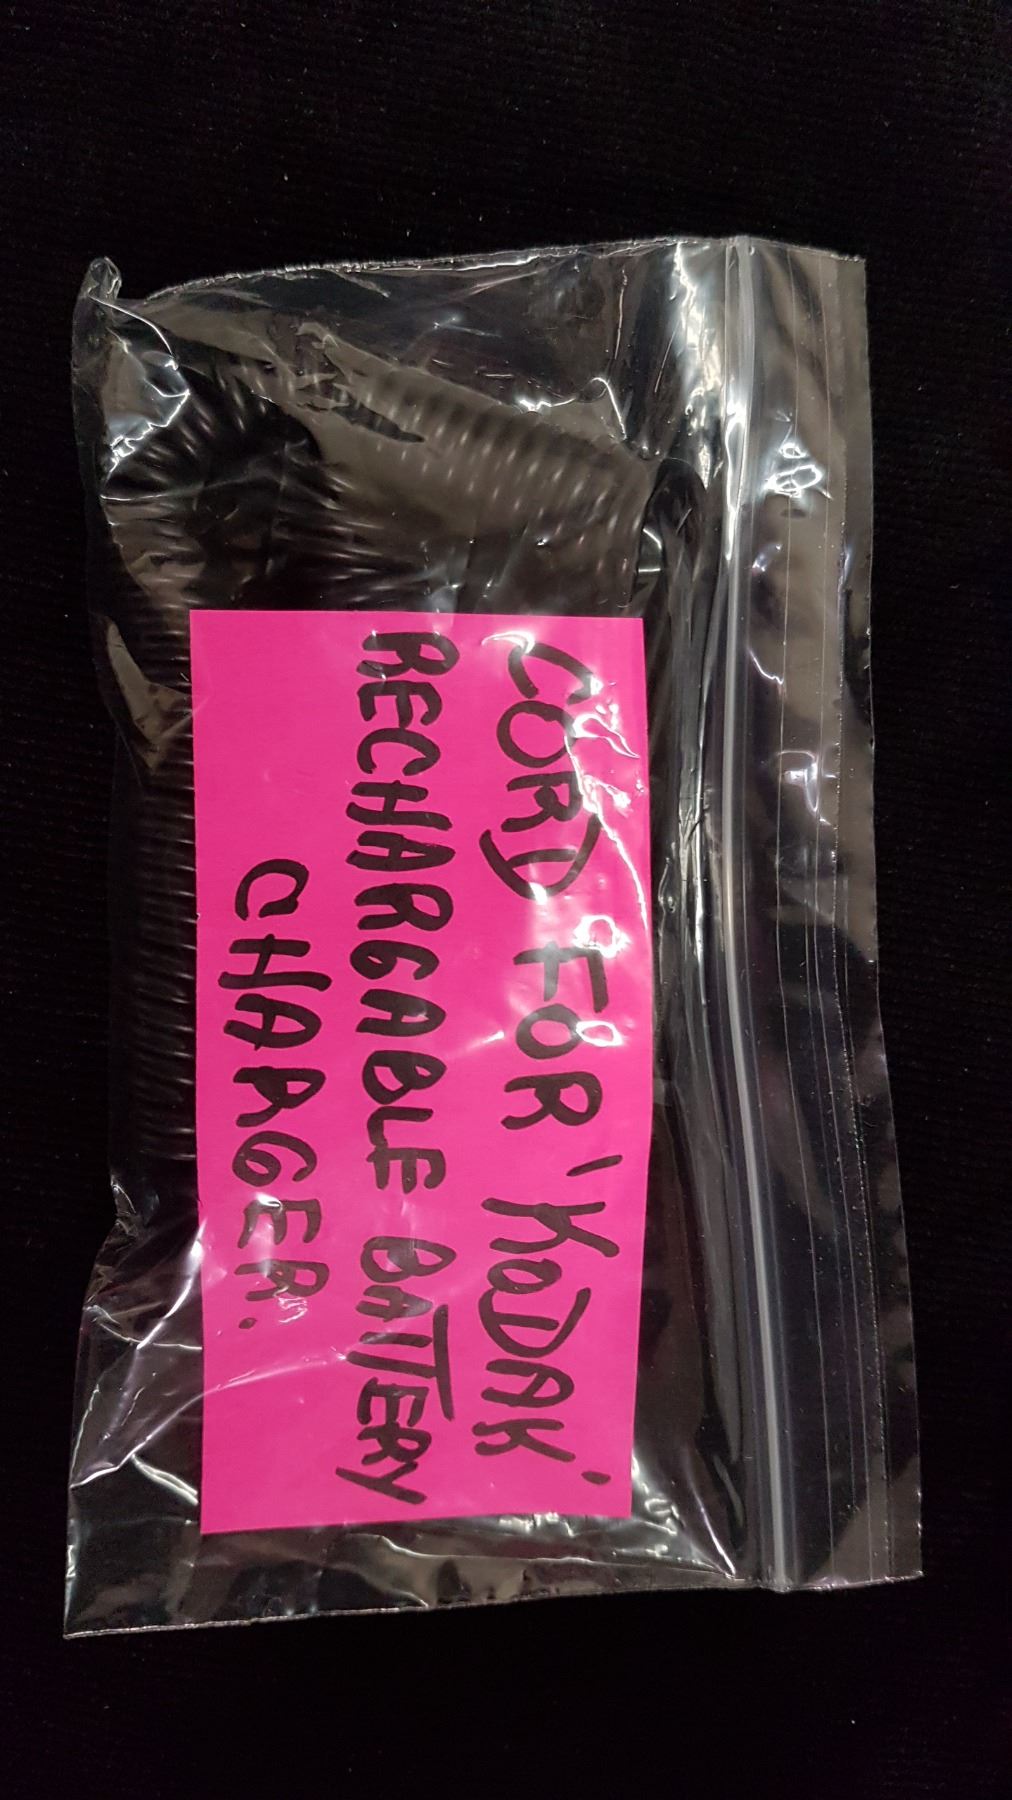 CORD FOR 'KODAK'
RECHARGABLE BATTERY
CHARGER.